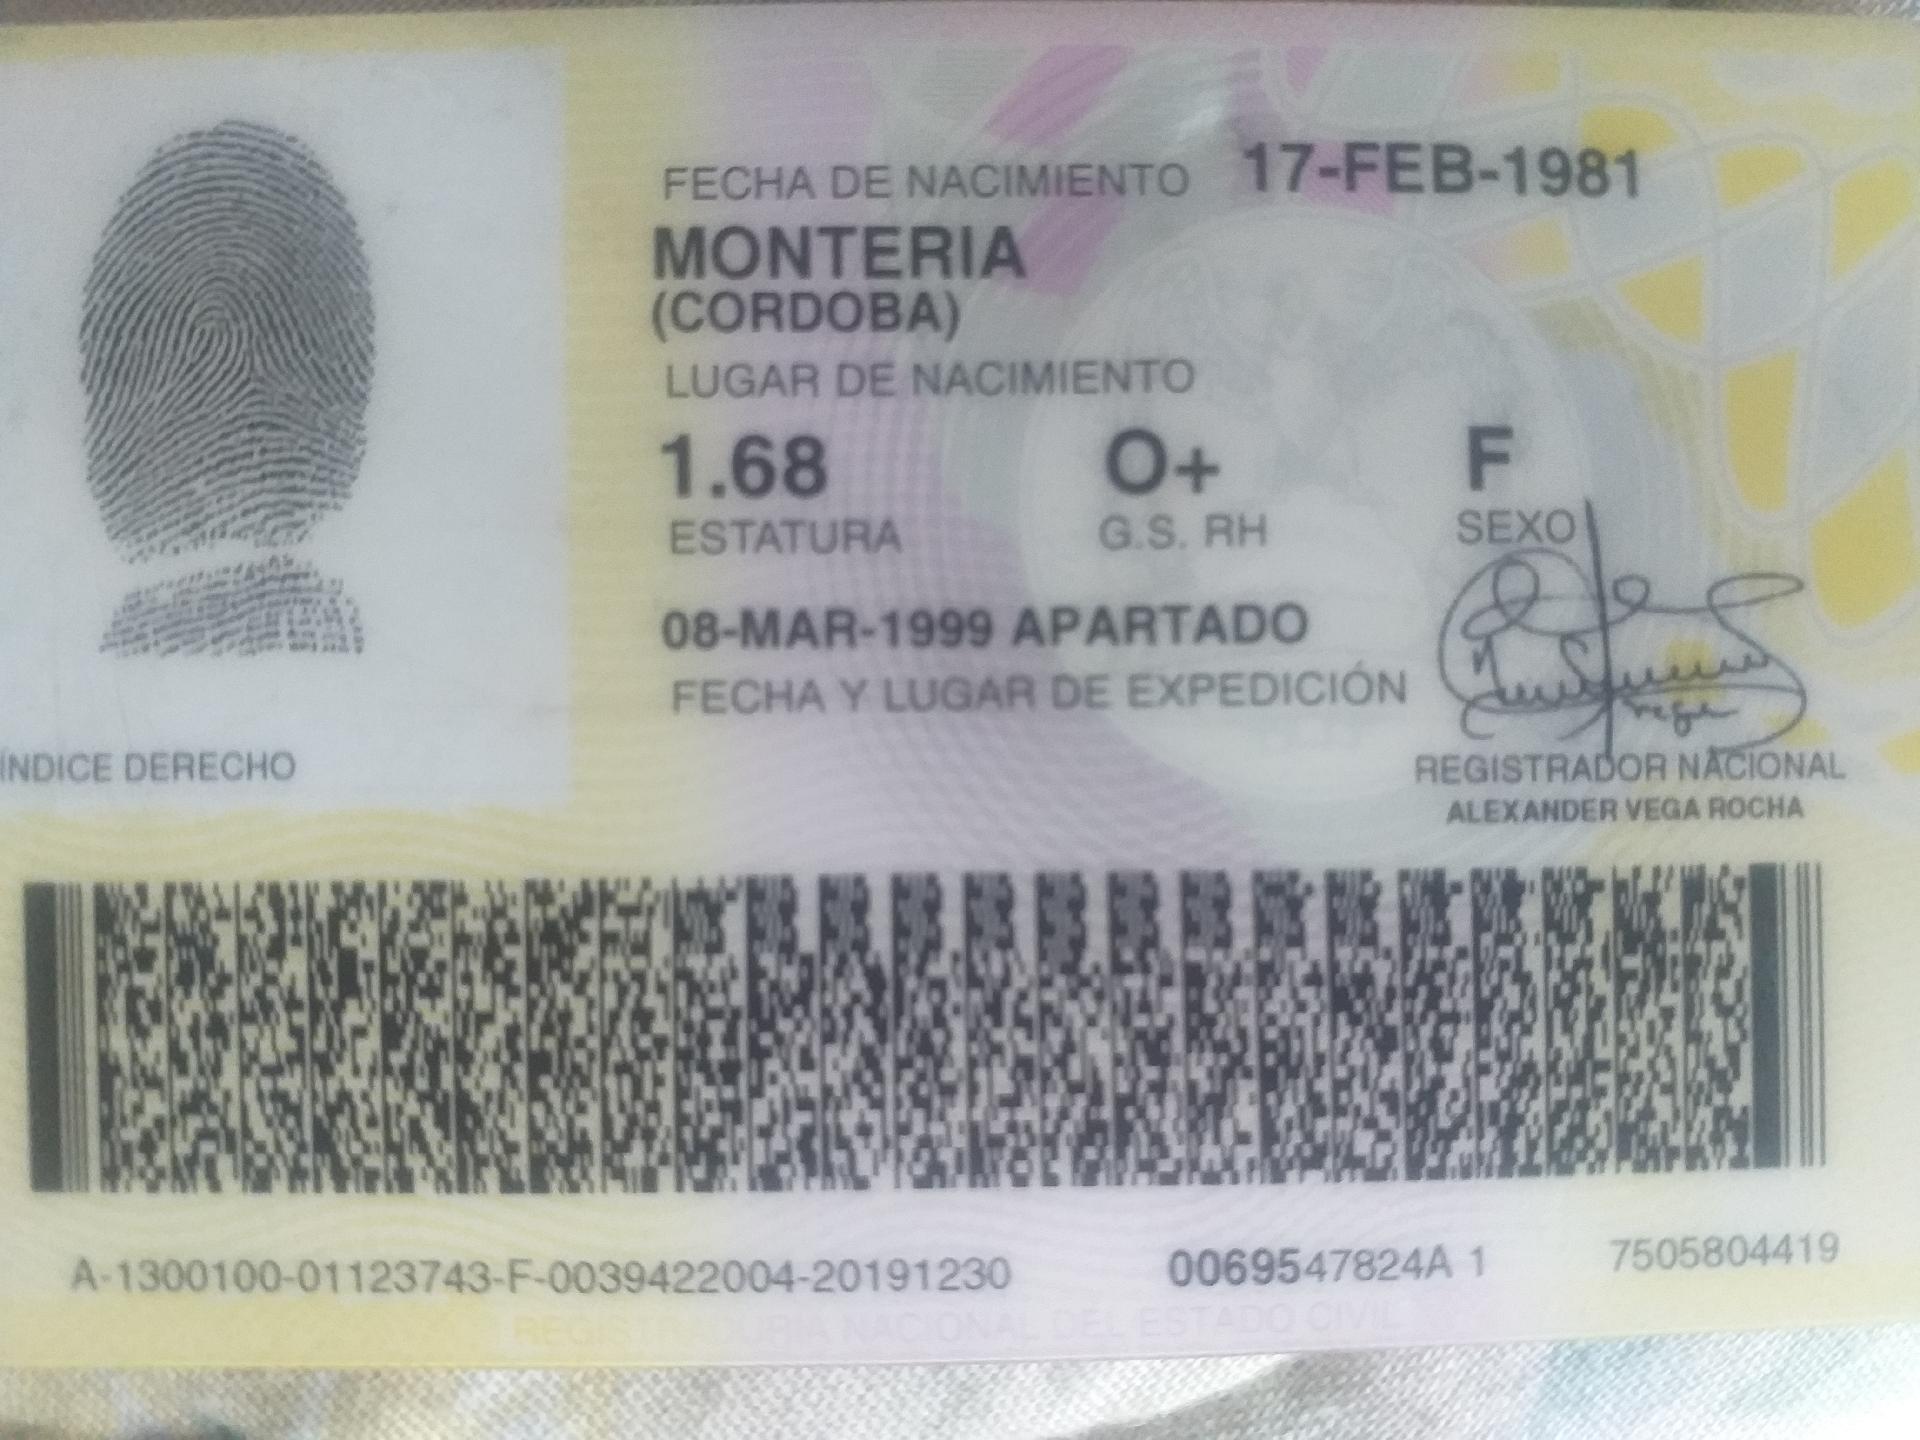 FECHA DE NACIMIENTO 17-FEB-1981
MONTERIA
(CORDOBA)
LUGAR DE NACIMIENTO
1.68 O+ F
ESTATURA G.S. RH SEXO
08-MAR-1999 APARTADO
FECHA Y LUGAR DE EXPEDICIÓN
ÍNDICE DERECHO
REGISTRADOR NACIONAL
ALEXANDER VEGA ROCHA
A-1300100-01123743-F-0039422004-20191230 0069547824A 1 7505804419
REGISTRADURIA NACIONAL DEL ESTADO CIVIL